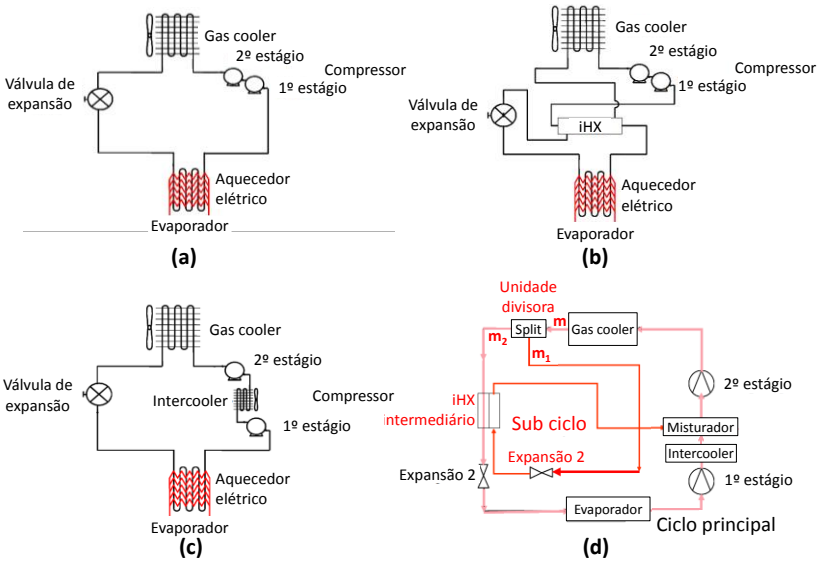 Gas cooler
2º estágio
1º estágio
Compressor
Válvula de
expansão
Aquecedor
elétrico
Evaporador
(a)
Gas cooler
2º estágio
1º estágio
Compressor
Válvula de
expansão
iHX
Aquecedor
elétrico
Evaporador
(b)
Gas cooler
2º estágio
Válvula de
expansão
Intercooler
Compressor
1º estágio
Aquecedor
elétrico
Evaporador
(c)
Unidade
divisora
m
Split
Gas cooler
m₂
m₁
2º estágio
iHX
intermediário
Sub ciclo
Misturador
Intercooler
Expansão 2
Expansão 2
1º estágio
Evaporador
Ciclo principal
(d)